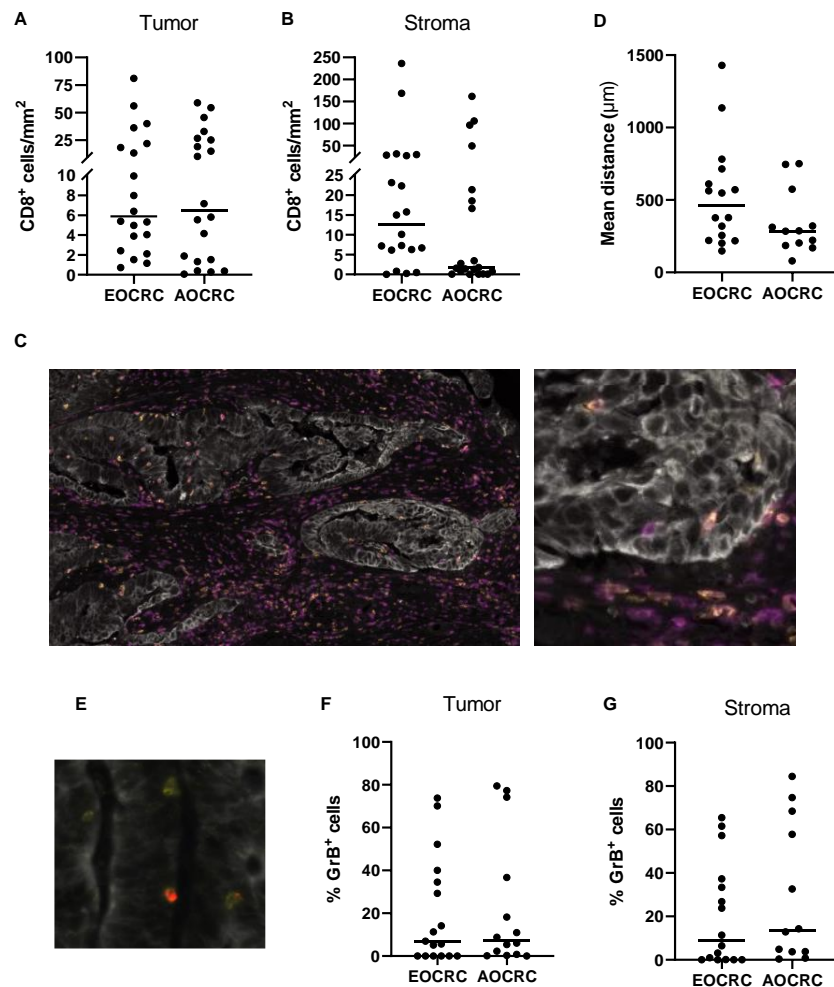 A
Tumor
CD8+ cells/mm2
100
75
50
25
10
8
6
4
2
0
EOCRC AOCRC
B
Stroma
CD8+ cells/mm2
250
200
150
100
50
25
20
15
10
5
0
EOCRC AOCRC
D
Mean distance (μm)
1500
1000
500
0
EOCRC AOCRC
C
E
F
Tumor
% GrB+ cells
100
80
60
40
20
0
EOCRC AOCRC
G
Stroma
% GrB+ cells
100
80
60
40
20
0
EOCRC AOCRC